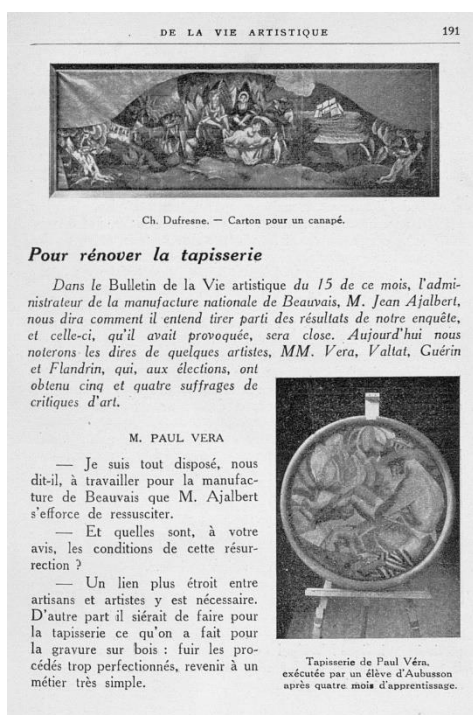 DE LA VIE ARTISTIQUE 191
Ch. Dufresne. — Carton pour un canapé.
Pour rénover la tapisserie
Dans le Bulletin de la Vie artistique du 15 de ce mois, l'admi-
nistrateur de la manufacture nationale de Beauvais, M. Jean Ajalbert,
nous dira comment il entend tirer parti des résultats de notre enquête,
et celle-ci, qu'il avait provoquée, sera close. Aujourd'hui nous
noterons les dires de quelques artistes, MM. Vera, Valtat, Guérin
et Flandrin, qui, aux élections, ont
obtenu cinq et quatre suffrages de
critiques d'art.
M. PAUL VERA
— Je suis tout disposé, nous
dit-il, à travailler pour la manufac-
ture de Beauvais que M. Ajalbert
s'efforce de ressusciter.
— Et quelles sont, à votre
avis, les conditions de cette résur-
rection ?
— Un lien plus étroit entre
artisans et artistes y est nécessaire.
D'autre part il siérait de faire pour
la tapisserie ce qu'on a fait pour
la gravure sur bois : fuir les pro-
cédés trop perfectionnés, revenir à un
métier très simple.
Tapisserie de Paul Véra,
exécutée par un élève d'Aubusson
après quatre mois d'apprentissage.